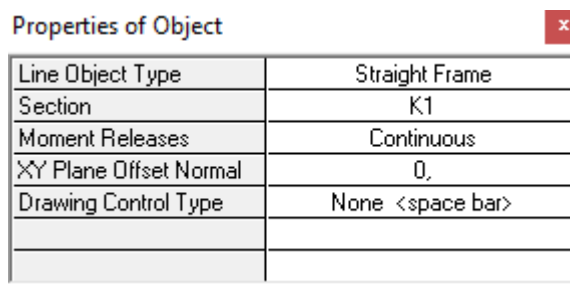 Properties of Object
x
Line Object Type Straight Frame
Section K1
Moment Releases Continuous
XY Plane Offset Normal 0,
Drawing Control Type None <space bar>